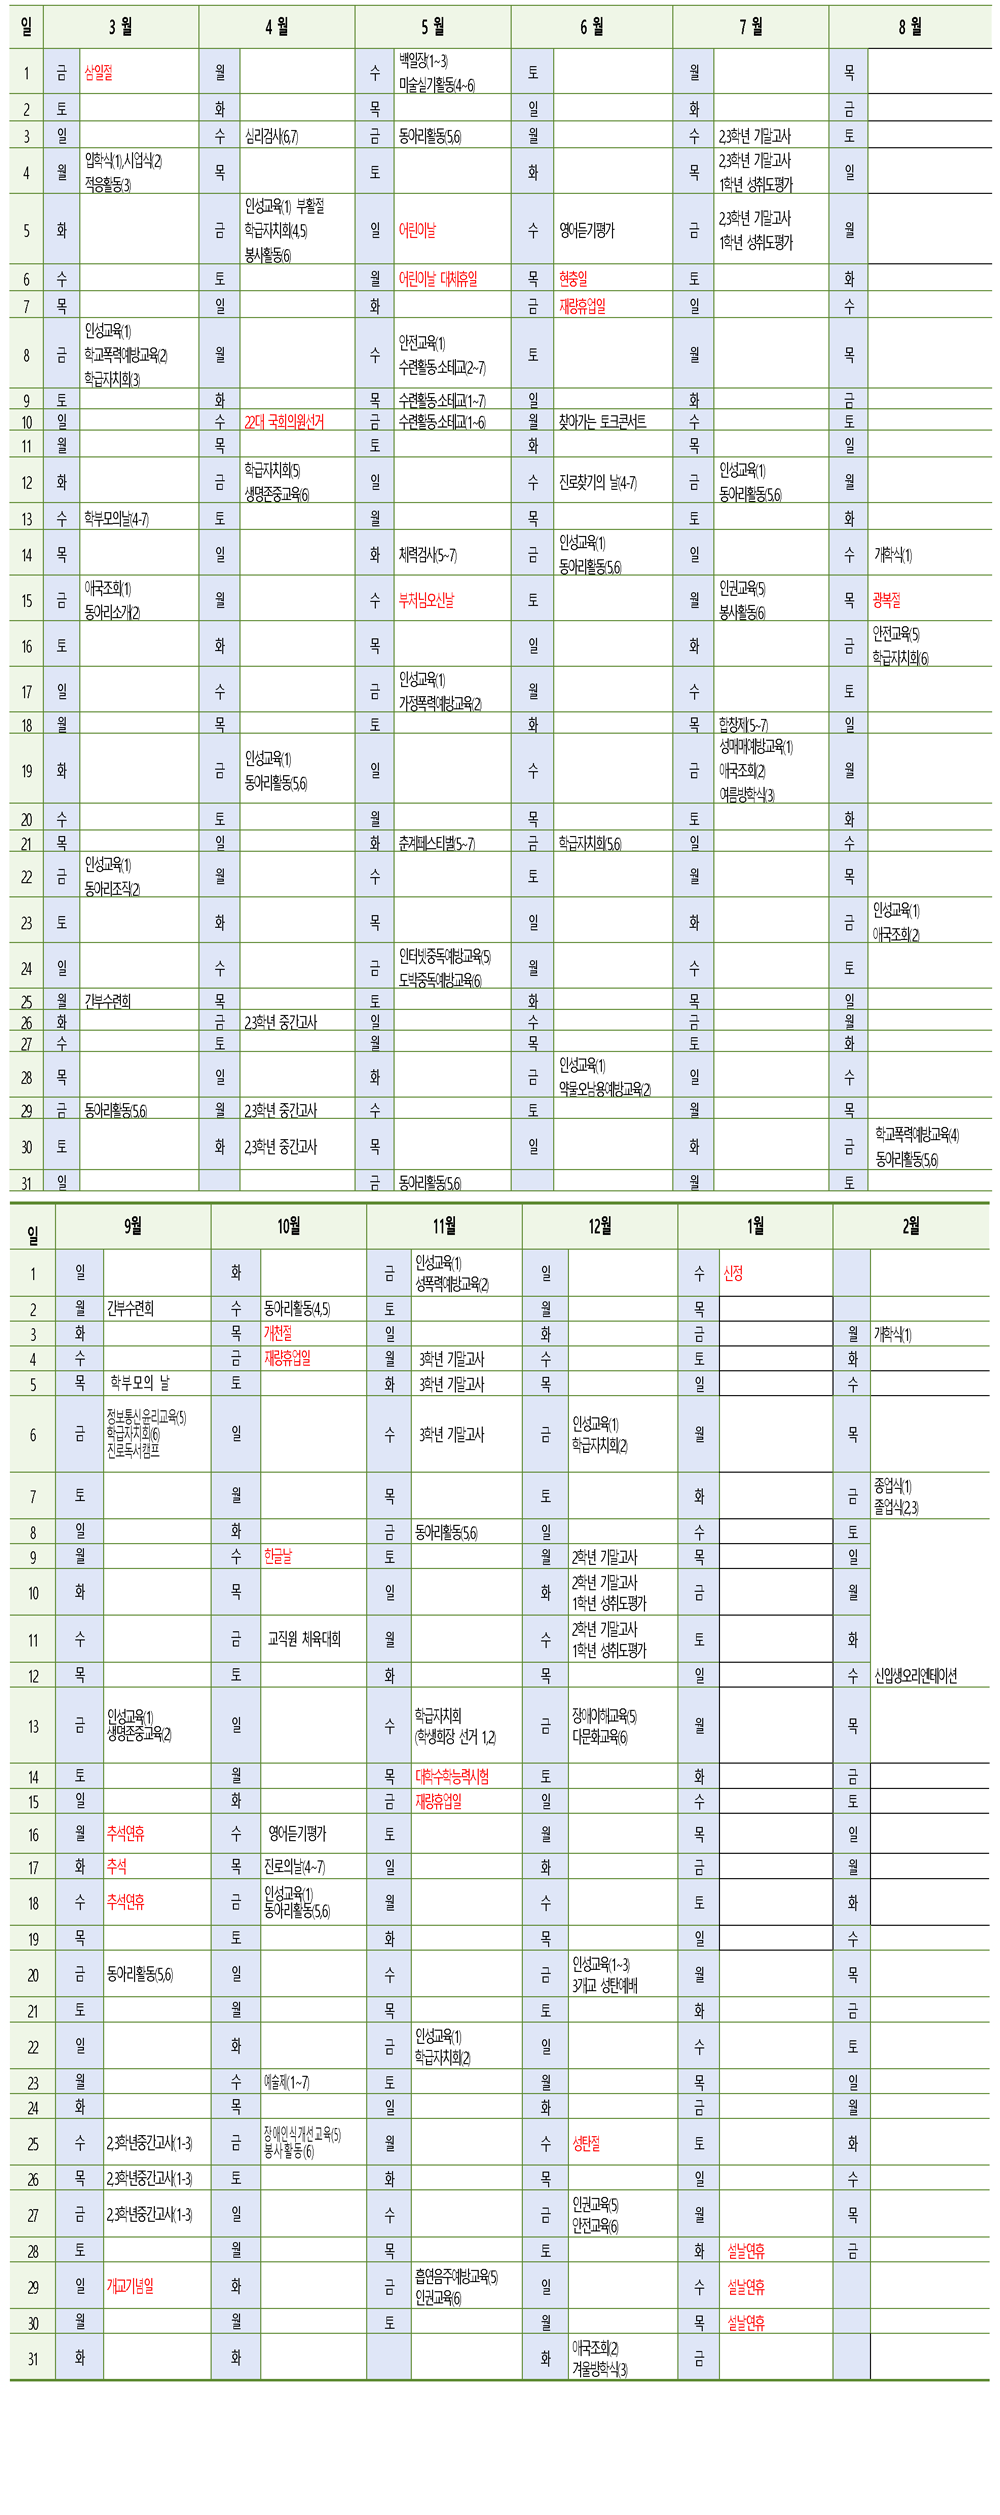 일 3 월 4 월 5 월 6 월 7 월 8 월
1 금 삼일절 월 수 백일장(1~3) 토 월 목
미술실기활동(4~6)
2 토 화 목 일 화 금
3 일 수 심리검사(6,7) 금 동아리활동(5,6) 월 수 2,3학년 기말고사 토
4 월 입학식(1),시업식(2) 목 토 화 목 2,3학년 기말고사 일
적응활동(3) 1학년 성취도평가
5 화 금 인성교육(1) 부활절 일 어린이날 수 영어듣기평가 금 2,3학년 기말고사 월
학급자치회(4,5) 1학년 성취도평가
봉사활동(6)
6 수 토 월 어린이날 대체휴일 목 현충일 토 화
7 목 일 화 금 재량휴업일 일 수
8 금 인성교육(1) 월 수 안전교육(1) 토 월 목
학교폭력예방교육(2) 수련활동·소테교(2~7)
학급자치회(3)
9 토 화 목 수련활동·소테교(1~7) 일 화 금
10 일 수 22대 국회의원선거 금 수련활동·소테교(1~6) 월 찾아가는 토크콘서트 수 토
11 월 목 토 화 목 일
12 화 금 학급자치회(5) 일 수 진로찾기의 날(4-7) 금 인성교육(1) 월
생명존중교육(6) 동아리활동(5,6)
13 수 학부모의날(4-7) 토 월 목 토 화
14 목 일 화 체력검사(5~7) 금 인성교육(1) 일 수 개학식(1)
동아리활동(5,6)
15 금 애국조회(1) 월 수 부처님오신날 토 월 인권교육(5) 목 광복절
동아리소개(2) 봉사활동(6)
16 토 화 목 일 화 금 안전교육(5)
학급자치회(6)
17 일 수 금 인성교육(1) 월 수 토
가정폭력예방교육(2)
18 월 목 토 화 목 합창제(5~7) 일
19 화 금 인성교육(1) 일 수 금 성매매예방교육(1) 월
동아리활동(5,6) 애국조회(2)
여름방학식(3)
20 수 토 월 목 토 화
21 목 일 화 춘계페스티벌(5~7) 금 학급자치회(5,6) 일 수
22 금 인성교육(1) 월 수 토 월 목
동아리조직(2)
23 토 화 목 일 화 금 인성교육(1)
애국조회(2)
24 일 수 금 인터넷중독예방교육(5) 월 수 토
도박중독예방교육(6)
25 월 간부수련회 목 토 화 목 일
26 화 금 2,3학년 중간고사 일 수 금 월
27 수 토 월 목 토 화
28 목 일 화 금 인성교육(1) 일 수
약물오남용예방교육(2)
29 금 동아리활동(5,6) 월 2,3학년 중간고사 수 토 월 목
30 토 화 2,3학년 중간고사 목 일 화 금 학교폭력예방교육(4)
동아리활동(5,6)
31 일 금 동아리활동(5,6) 월 토
일 9월 10월 11월 12월 1월 2월
1 일 화 금 인성교육(1) 일 수 신정
성폭력예방교육(2)
2 월 간부수련회 수 동아리활동(4,5) 토 월 목
3 화 목 개천절 일 화 금 월 개학식(1)
4 수 금 재량휴업일 월 3학년 기말고사 수 토 화
5 목 학부모의 날 토 화 3학년 기말고사 목 일 수
6 금 정보통신윤리교육(5) 일 수 3학년 기말고사 금 인성교육(1) 월 목
학급자치회(6) 학급자치회(2)
진로독서캠프
7 토 월 목 토 화 금 종업식(1)
졸업식(2,3)
8 일 화 금 동아리활동(5,6) 일 수 토
9 월 수 한글날 토 월 2학년 기말고사 목 일
10 화 목 일 화 2학년 기말고사 금 월
1학년 성취도평가
11 수 금 교직원 체육대회 월 수 2학년 기말고사 토 화
1학년 성취도평가
12 목 토 화 목 일 수 신입생오리엔테이션
13 금 인성교육(1) 일 수 학급자치회 금 장애이해교육(5) 월 목
생명존중교육(2) (학생회장 선거 1,2) 다문화교육(6)
14 토 월 목 대학수학능력시험 토 화 금
15 일 화 금 재량휴업일 일 수 토
16 월 추석연휴 수 영어듣기평가 토 월 목 일
17 화 추석 목 진로의날(4~7) 일 화 금 월
18 수 추석연휴 금 인성교육(1) 월 수 토 화
동아리활동(5,6)
19 목 토 화 목 일 수
20 금 동아리활동(5,6) 일 수 금 인성교육(1~3) 월 목
3개교 성탄예배
21 토 월 목 토 화 금
22 일 화 금 인성교육(1) 일 수 토
학급자치회(2)
23 월 수 예술제(1~7) 토 월 목 일
24 화 목 일 화 금 월
25 수 2,3학년중간고사(1-3) 금 장애인식개선교육(5) 월 수 성탄절 토 화
봉사활동(6)
26 목 2,3학년중간고사(1-3) 토 화 목 일 수
27 금 2,3학년중간고사(1-3) 일 수 금 인권교육(5) 월 목
안전교육(6)
28 토 월 목 토 화 설날연휴 금
29 일 개교기념일 화 금 흡연음주예방교육(5) 일 수 설날연휴
인권교육(6)
30 월 월 토 월 목 설날연휴
31 화 화 화 애국조회(2) 금
겨울방학식(3)